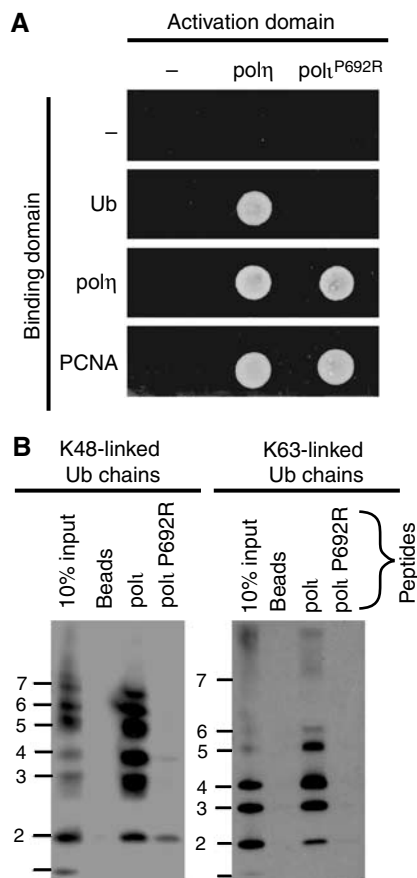 A
Activation domain
– polη polιP692R
Binding domain
–
Ub
polη
PCNA
B
K48-linked Ub chains
K63-linked Ub chains
10% input
Beads
polι
polι P692R
10% input
Beads
polι
polι P692R
Peptides
7
6
5
4
3
2
7
6
5
4
3
2